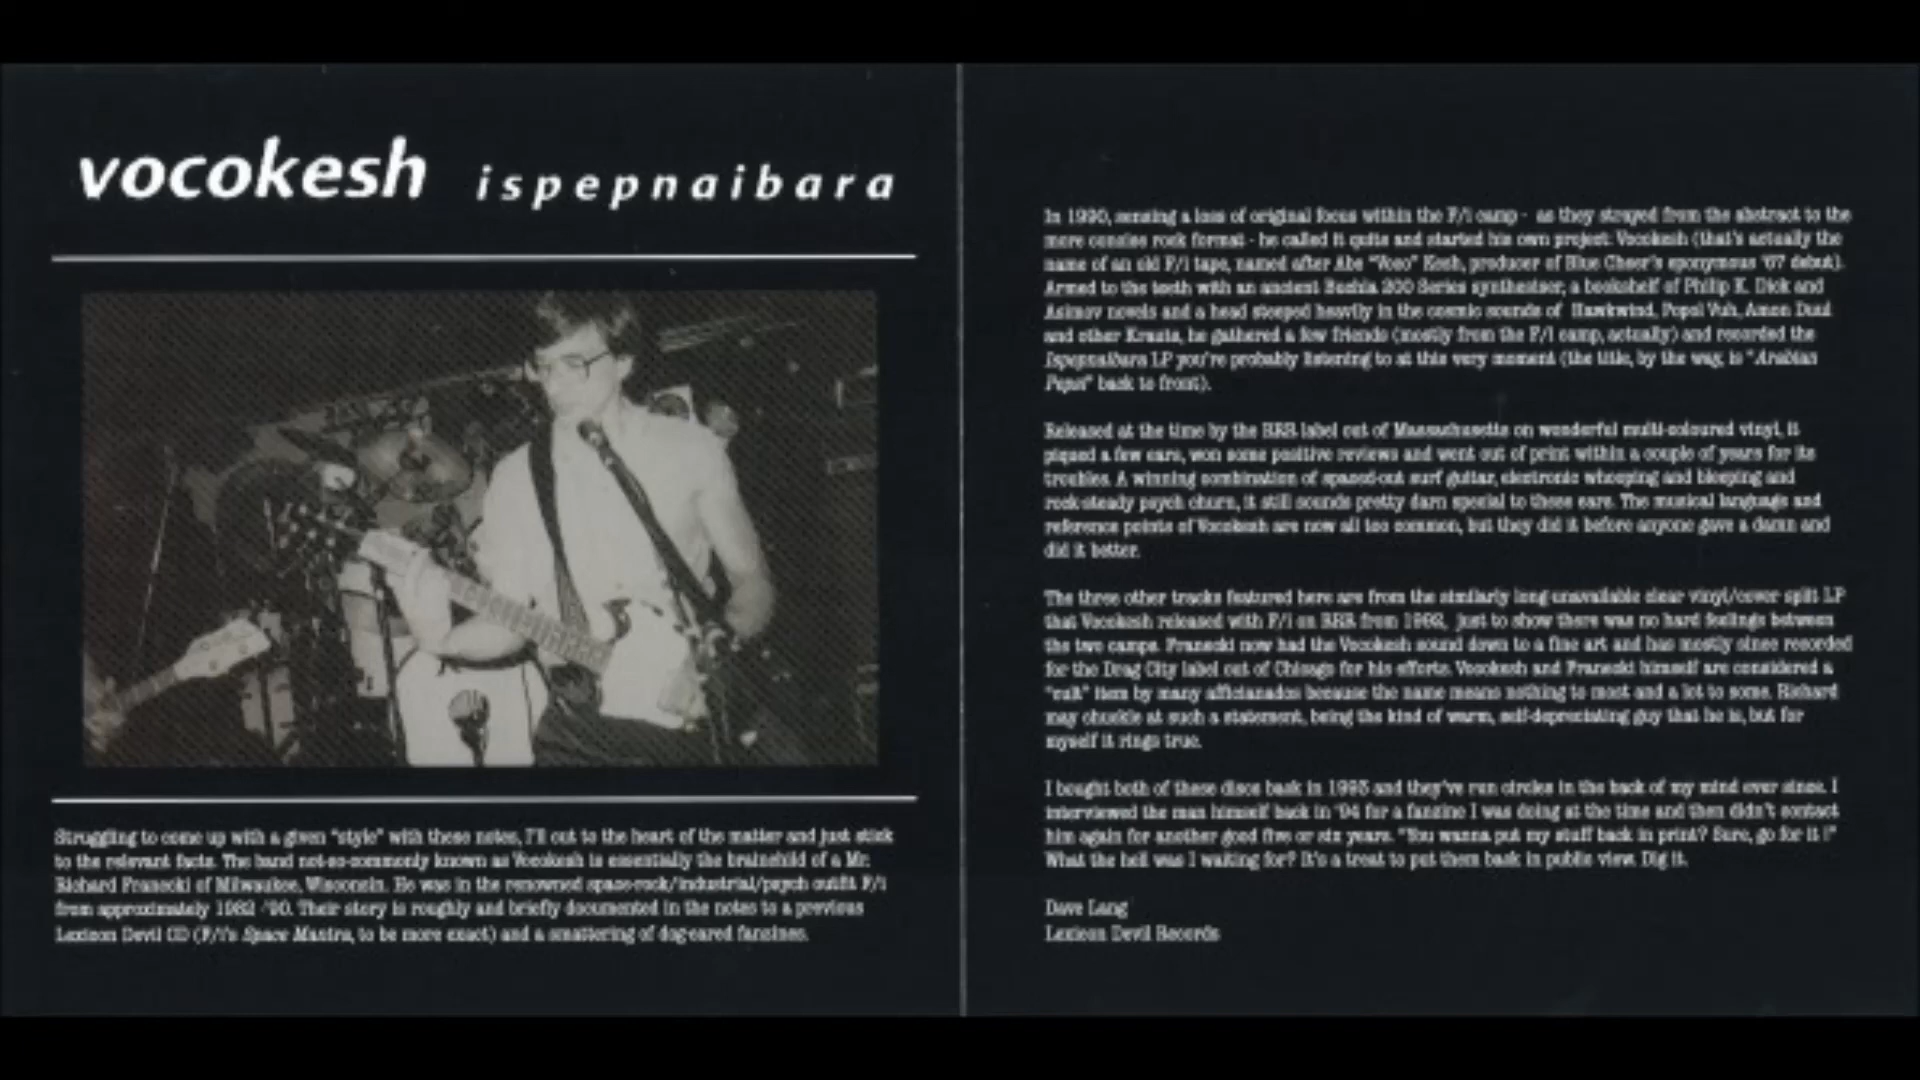 vocokesh ispepnaibara
Struggling to come up with a given "style" with these notes, I'll cut to the heart of the matter and just stick
to the relevant facts. The band not-so-commonly known as Vocokesh is essentially the brainchild of a Mr.
Richard Franecki of Milwaukee, Wisconsin. He was in the renowned space-rock/industrial/psych outfit F/i
from approximately 1982 -'90. Their story is roughly and briefly documented in the notes to a previous
Lexicon Devil CD (F/i's Space Mantra, to be more exact) and a smattering of dog-eared fanzines.
In 1990, sensing a loss of original focus within the F/i camp - as they strayed from the abstract to the
more concise rock format - he called it quits and started his own project: Vocokesh (that's actually the
name of an old F/i tape, named after Abe "Voco" Kesh, producer of Blue Cheer's eponymous '67 debut).
Armed to the teeth with an ancient Buchla 200 Series synthesiser, a bookshelf of Philip K. Dick and
Asimov novels and a head steeped heavily in the cosmic sounds of Hawkwind, Popol Vuh, Amon Duul
and other Krauts, he gathered a few friends (mostly from the F/i camp, actually) and recorded the
Ispepnaibara LP you're probably listening to at this very moment (the title, by the way, is "Arabian
Pepsi" back to front).
Released at the time by the RRR label out of Massachusetts on wonderful multi-coloured vinyl, it
piqued a few ears, won some positive reviews and went out of print within a couple of years for its
troubles. A winning combination of spaced-out surf guitar, electronic whooping and bleeping and
rock-steady psych churn, it still sounds pretty darn special to these ears. The musical language and
reference points of Vocokesh are now all too common, but they did it before anyone gave a damn and
did it better.
The three other tracks featured here are from the similarly long-unavailable clear vinyl/cover split LP
that Vocokesh released with F/i on RRR from 1992, just to show there was no hard feelings between
the two camps. Franecki now had the Vocokesh sound down to a fine art and has mostly since recorded
for the Drag City label out of Chicago for his efforts. Vocokesh and Franecki himself are considered a
"cult" item by many afficianados because the name means nothing to most and a lot to some. Richard
may chuckle at such a statement, being the kind of warm, self-depreciating guy that he is, but for
myself it rings true.
I bought both of these discs back in 1993 and they've run circles in the back of my mind ever since. I
interviewed the man himself back in '94 for a fanzine I was doing at the time and then didn't contact
him again for another good five or six years. "You wanna put my stuff back in print? Sure, go for it !"
What the hell was I waiting for? It's a treat to put them back in public view. Dig it.
Dave Lang
Lexicon Devil Records